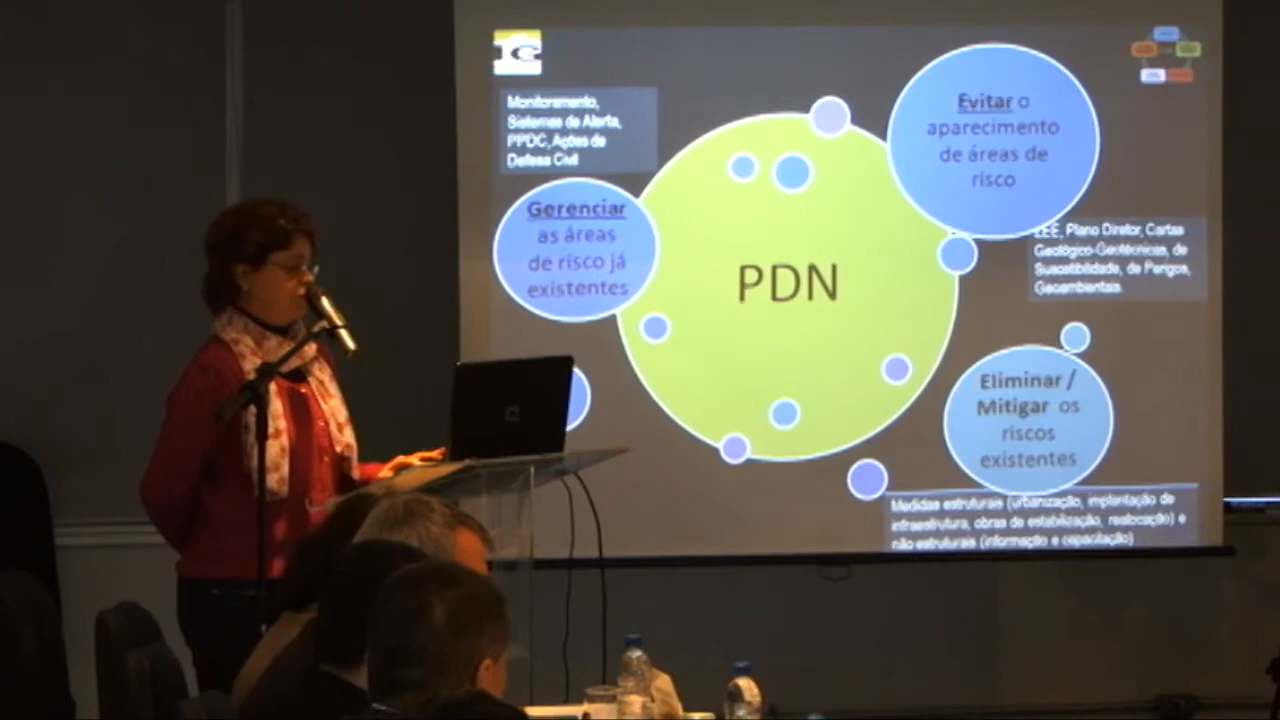 Monitoramento,
Sistemas de Alerta,
PPDC, Ações de
Defesa Civil
Gerenciar
as áreas
de risco já
existentes
PDN
Evitar o
aparecimento
de áreas de
risco
ZEE, Plano Diretor, Cartas
Geológico-Geotécnicas, de
Suscetibilidade, de Perigos,
Geoambientais
Eliminar /
Mitigar os
riscos
existentes
Medidas estruturais (urbanização, implantação de
infraestrutura, obras de estabilização, realocação) e
não estruturais (informação e capacitação)